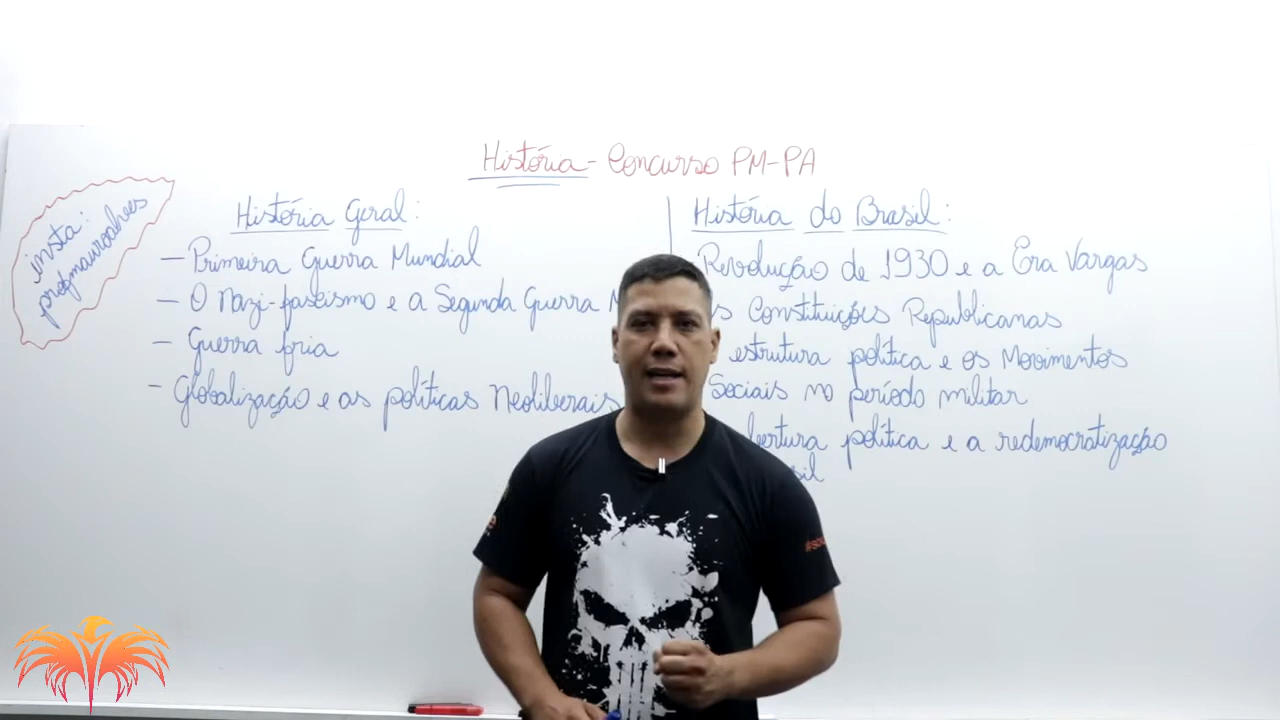 História - Concurso PM-PA
insta:
profmauroalves
História Geral:
- Primeira Guerra Mundial
- O Nazi-fascismo e a Segunda Guerra
- Guerra fria
- Globalização e as políticas Neoliberais
História do Brasil:
Revolução de 1930 e a Era Vargas
Constituições Republicanas
estrutura política e os Movimentos
Sociais no período militar
política e a redemocratização